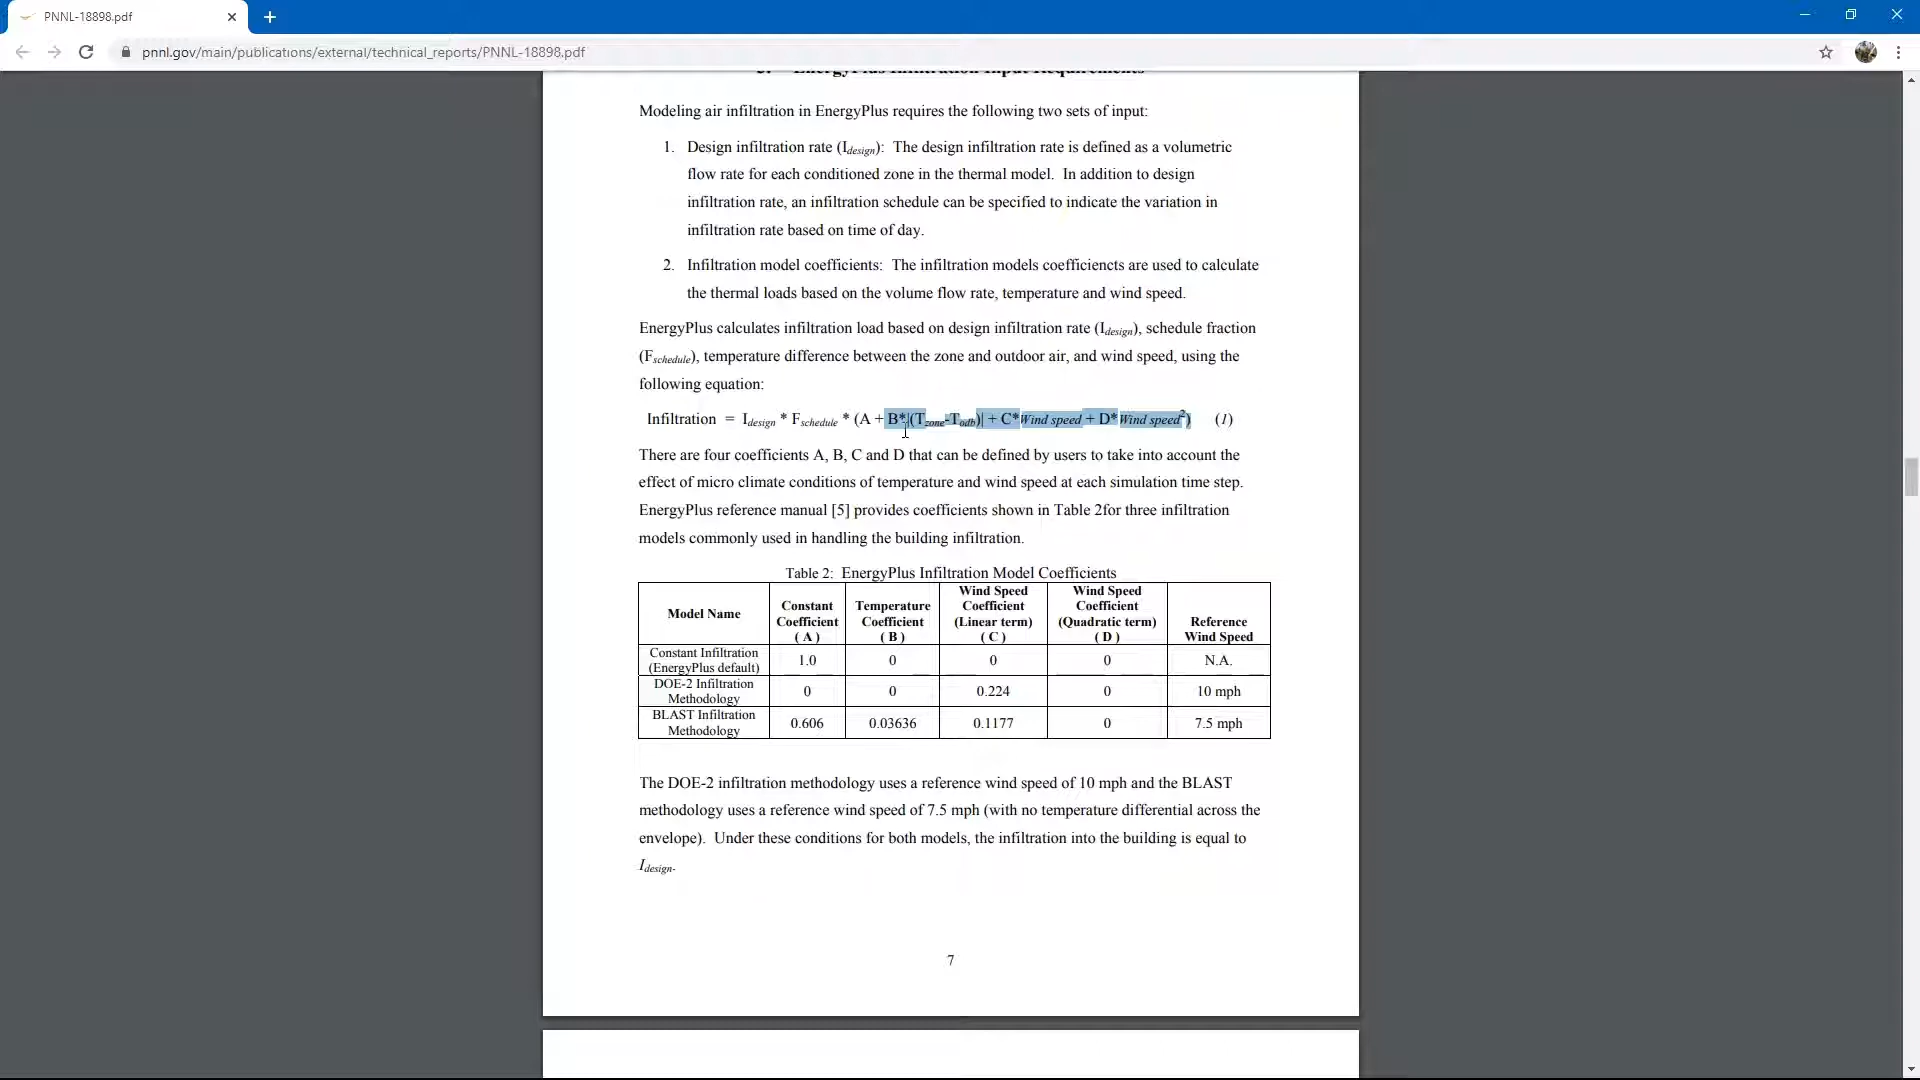 PNNL-18898.pdf
pnnl.gov/main/publications/external/technical_reports/PNNL-18898.pdf
3. EnergyPlus Infiltration Input Requirements
Modeling air infiltration in EnergyPlus requires the following two sets of input:
1. Design infiltration rate (Idesign): The design infiltration rate is defined as a volumetric
flow rate for each conditioned zone in the thermal model. In addition to design
infiltration rate, an infiltration schedule can be specified to indicate the variation in
infiltration rate based on time of day.
2. Infiltration model coefficients: The infiltration models coefficiencts are used to calculate
the thermal loads based on the volume flow rate, temperature and wind speed.
EnergyPlus calculates infiltration load based on design infiltration rate (Idesign), schedule fraction
(Fschedule), temperature difference between the zone and outdoor air, and wind speed, using the
following equation:
Infiltration = Idesign * Fschedule * (A + B*|(Tzone-Todb)| + C*Wind speed + D* Wind speed²) (1)
There are four coefficients A, B, C and D that can be defined by users to take into account the
effect of micro climate conditions of temperature and wind speed at each simulation time step.
EnergyPlus reference manual [5] provides coefficients shown in Table 2for three infiltration
models commonly used in handling the building infiltration.
Table 2: EnergyPlus Infiltration Model Coefficients
Model Name Constant Coefficient ( A ) Temperature Coefficient ( B ) Wind Speed Coefficient (Linear term) ( C ) Wind Speed Coefficient (Quadratic term) ( D ) Reference Wind Speed
Constant Infiltration (EnergyPlus default) 1.0 0 0 0 N.A.
DOE-2 Infiltration Methodology 0 0 0.224 0 10 mph
BLAST Infiltration Methodology 0.606 0.03636 0.1177 0 7.5 mph
The DOE-2 infiltration methodology uses a reference wind speed of 10 mph and the BLAST
methodology uses a reference wind speed of 7.5 mph (with no temperature differential across the
envelope). Under these conditions for both models, the infiltration into the building is equal to
Idesign.
7